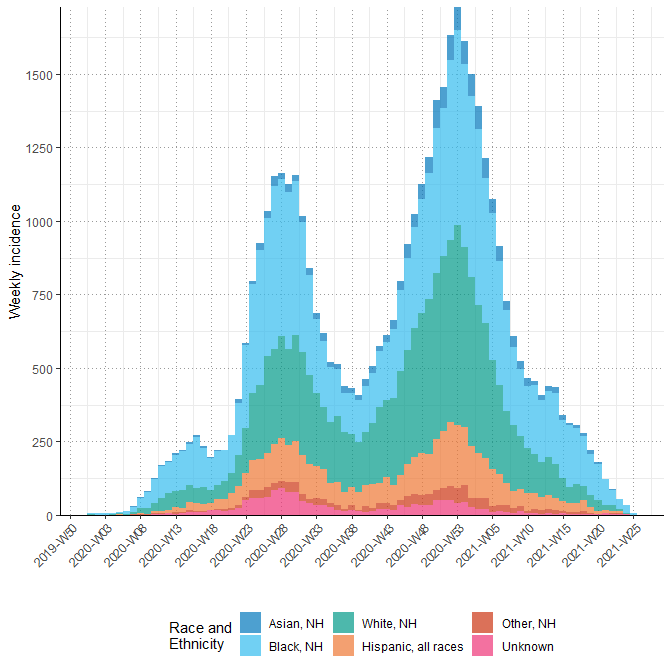 1500
1250
1000
750
500
250
0
Weekly incidence
2019-W50
2020-W03
2020-W08
2020-W13
2020-W18
2020-W23
2020-W28
2020-W33
2020-W38
2020-W43
2020-W48
2020-W53
2021-W05
2021-W10
2021-W15
2021-W20
2021-W25
Race and
Ethnicity
Asian, NH
White, NH
Other, NH
Black, NH
Hispanic, all races
Unknown